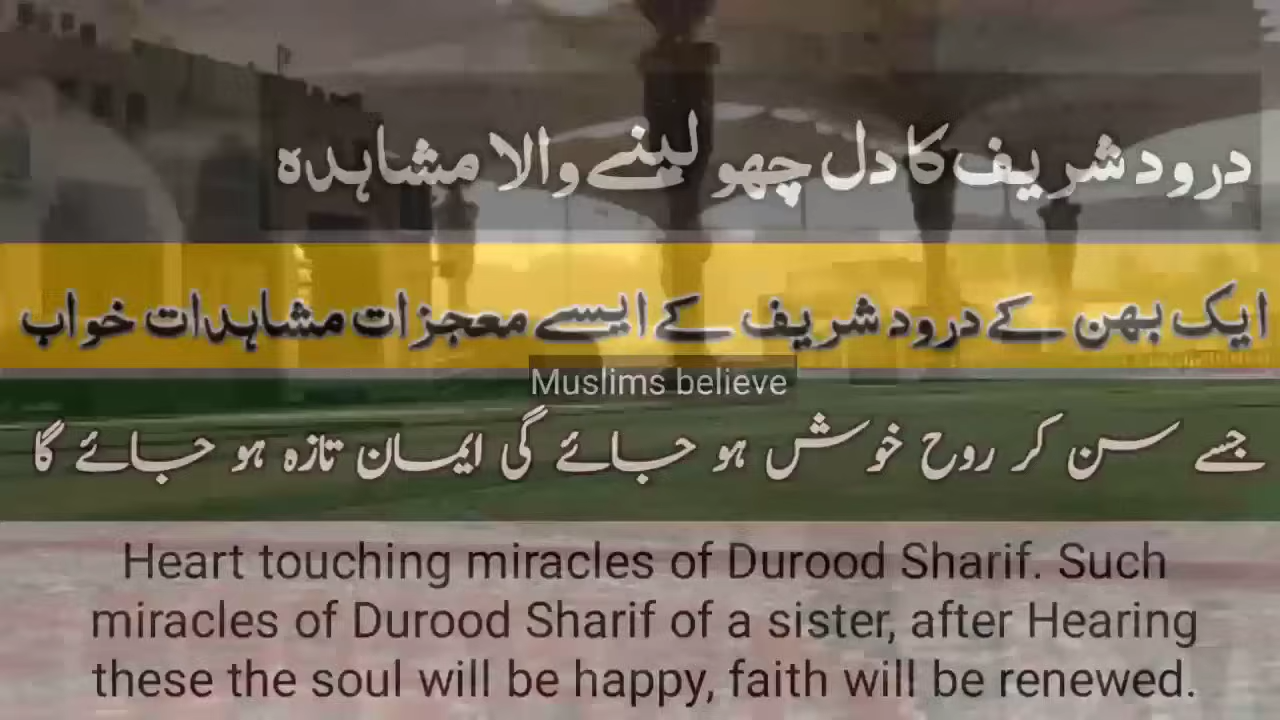 درود شریف کا دل چھو لینے والا مشاہدہ
ایک بھن کے درود شریف کے ایسے معجزات مشاہدات خواب
Muslims believe
جسے سن کر روح خوش ہو جائے گی ایمان تازہ ہو جائے گا
Heart touching miracles of Durood Sharif. Such
miracles of Durood Sharif of a sister, after Hearing
these the soul will be happy, faith will be renewed.